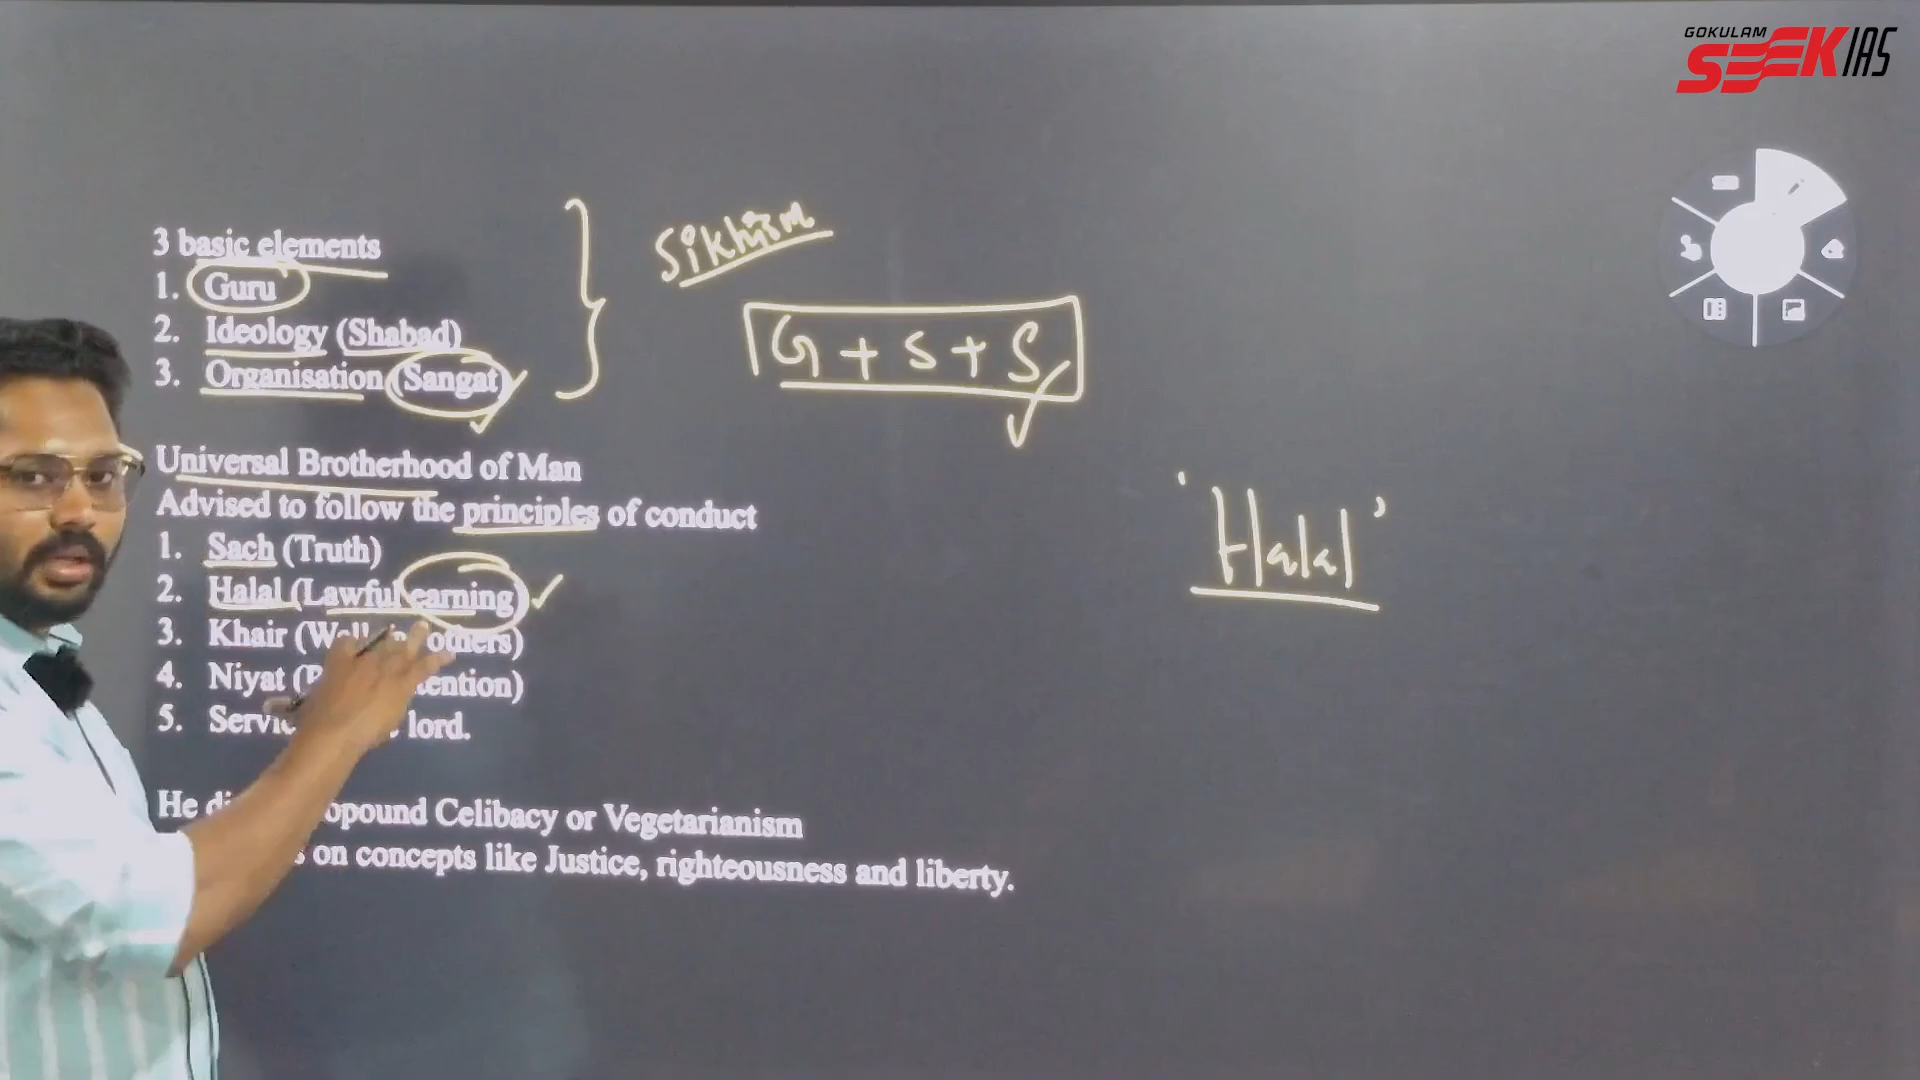 GOKULAM
SEEK IAS
3 basic elements
1. Guru
2. Ideology (Shabad)
3. Organisation (Sangat)
Sikhism
G + S + S
Universal Brotherhood of Man
Advised to follow the principles of conduct
1. Sach (Truth)
2. Halal (Lawful earning)
3. Khair others)
4. Niyat
5. lord.
'Halal'
He Celibacy or Vegetarianism
on concepts like Justice, righteousness and liberty.